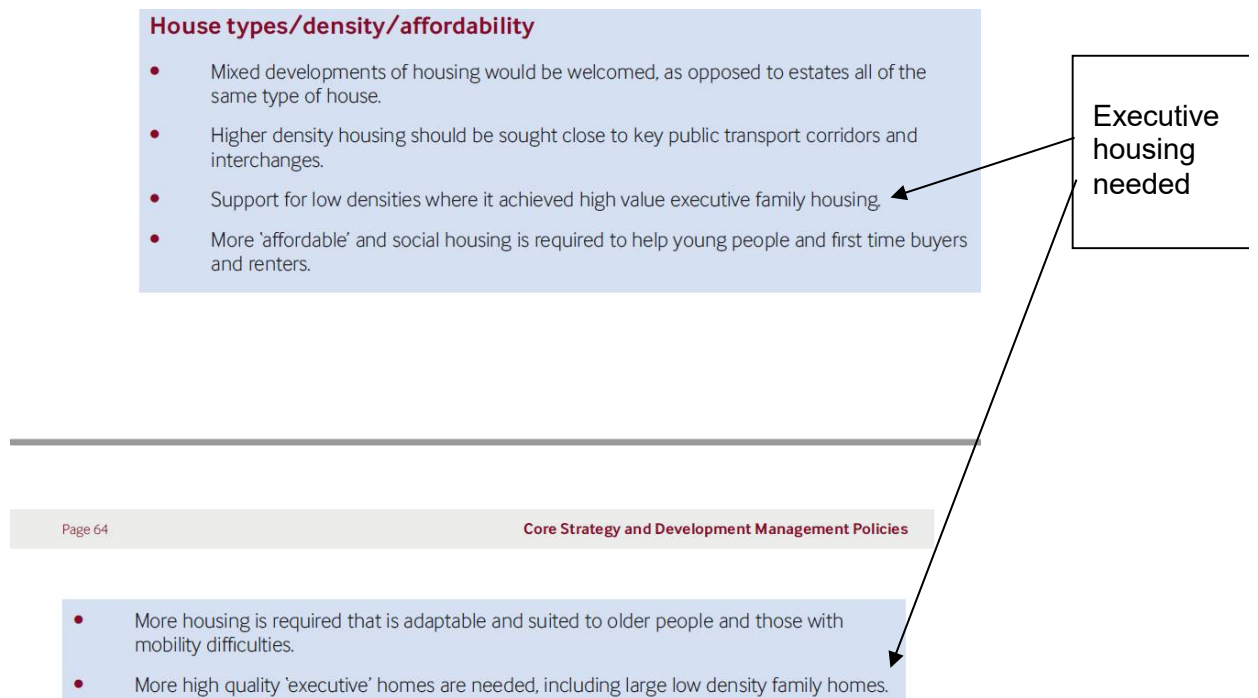 House types/density/affordability
• Mixed developments of housing would be welcomed, as opposed to estates all of the
same type of house.
• Higher density housing should be sought close to key public transport corridors and
interchanges.
• Support for low densities where it achieved high value executive family housing.
• More ‘affordable’ and social housing is required to help young people and first time buyers
and renters.
Executive
housing
needed
Page 64 Core Strategy and Development Management Policies
• More housing is required that is adaptable and suited to older people and those with
mobility difficulties.
• More high quality ‘executive’ homes are needed, including large low density family homes.